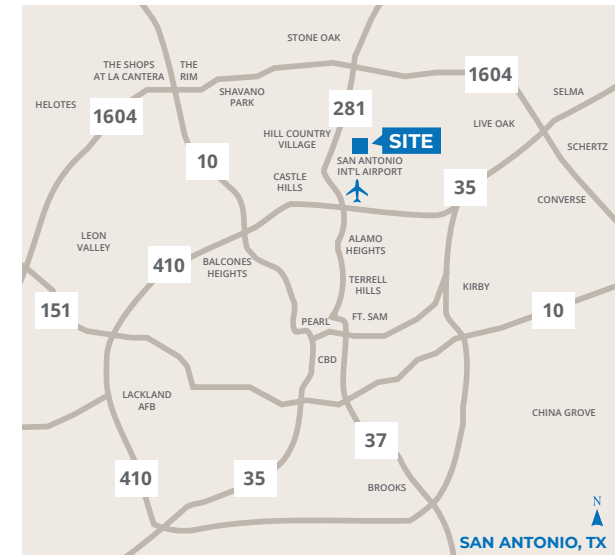 STONE OAK
THE SHOPS
AT LA CANTERA
THE
RIM
1604
SELMA
SHAVANO
PARK
HELOTES
1604
281
LIVE OAK
HILL COUNTRY
VILLAGE
SITE
SCHERTZ
10
SAN ANTONIO
INT'L AIRPORT
CASTLE
HILLS
35
CONVERSE
LEON
VALLEY
ALAMO
HEIGHTS
410
BALCONES
HEIGHTS
TERRELL
HILLS
KIRBY
151
10
PEARL
FT. SAM
CBD
LACKLAND
AFB
CHINA GROVE
37
410
35
BROOKS
N
SAN ANTONIO, TX